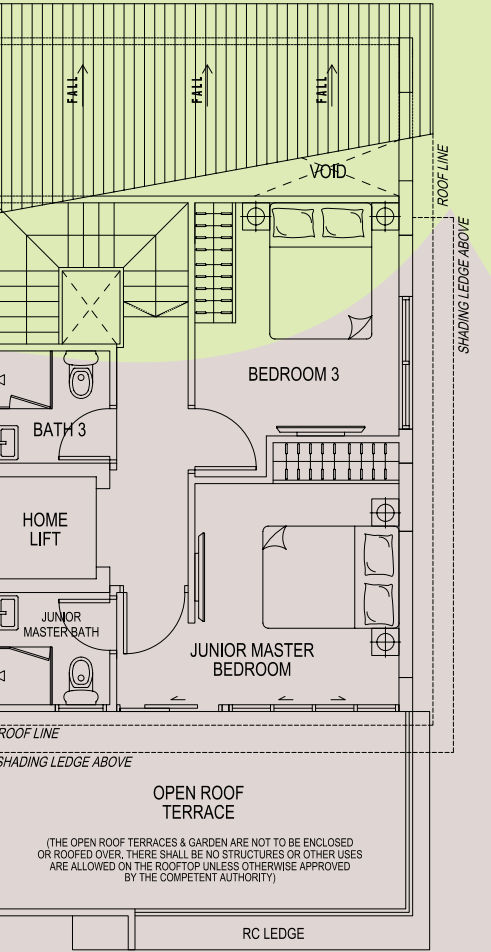 FALL
FALL
FALL
VOID
ROOF LINE
SHADING LEDGE ABOVE
BEDROOM 3
BATH 3
HOME
LIFT
JUNIOR
MASTER BATH
JUNIOR MASTER
BEDROOM
ROOF LINE
SHADING LEDGE ABOVE
OPEN ROOF
TERRACE
(THE OPEN ROOF TERRACES & GARDEN ARE NOT TO BE ENCLOSED
OR ROOFED OVER, THERE SHALL BE NO STRUCTURES OR OTHER USES
ARE ALLOWED ON THE ROOFTOP UNLESS OTHERWISE APPROVED
BY THE COMPETENT AUTHORITY)
RC LEDGE